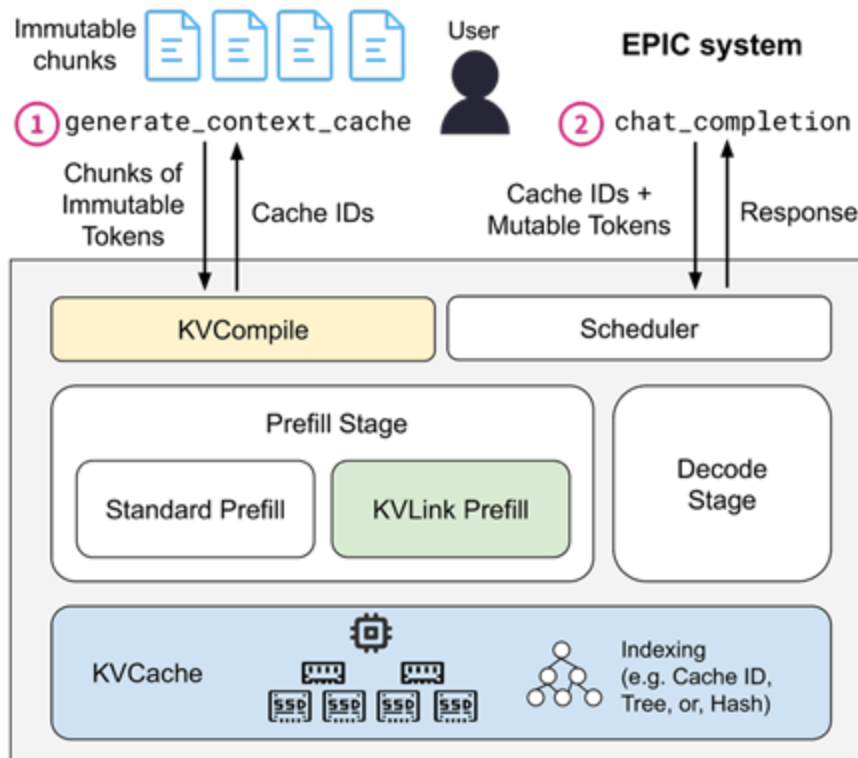 Immutable
chunks
User
EPIC system
1 generate_context_cache
2 chat_completion
Chunks of
Immutable
Tokens
Cache IDs
Cache IDs +
Mutable Tokens
Response
KVCompile
Scheduler
Prefill Stage
Standard Prefill
KVLink Prefill
Decode
Stage
KVCache
SSD SSD SSD SSD
Indexing
(e.g. Cache ID,
Tree, or, Hash)